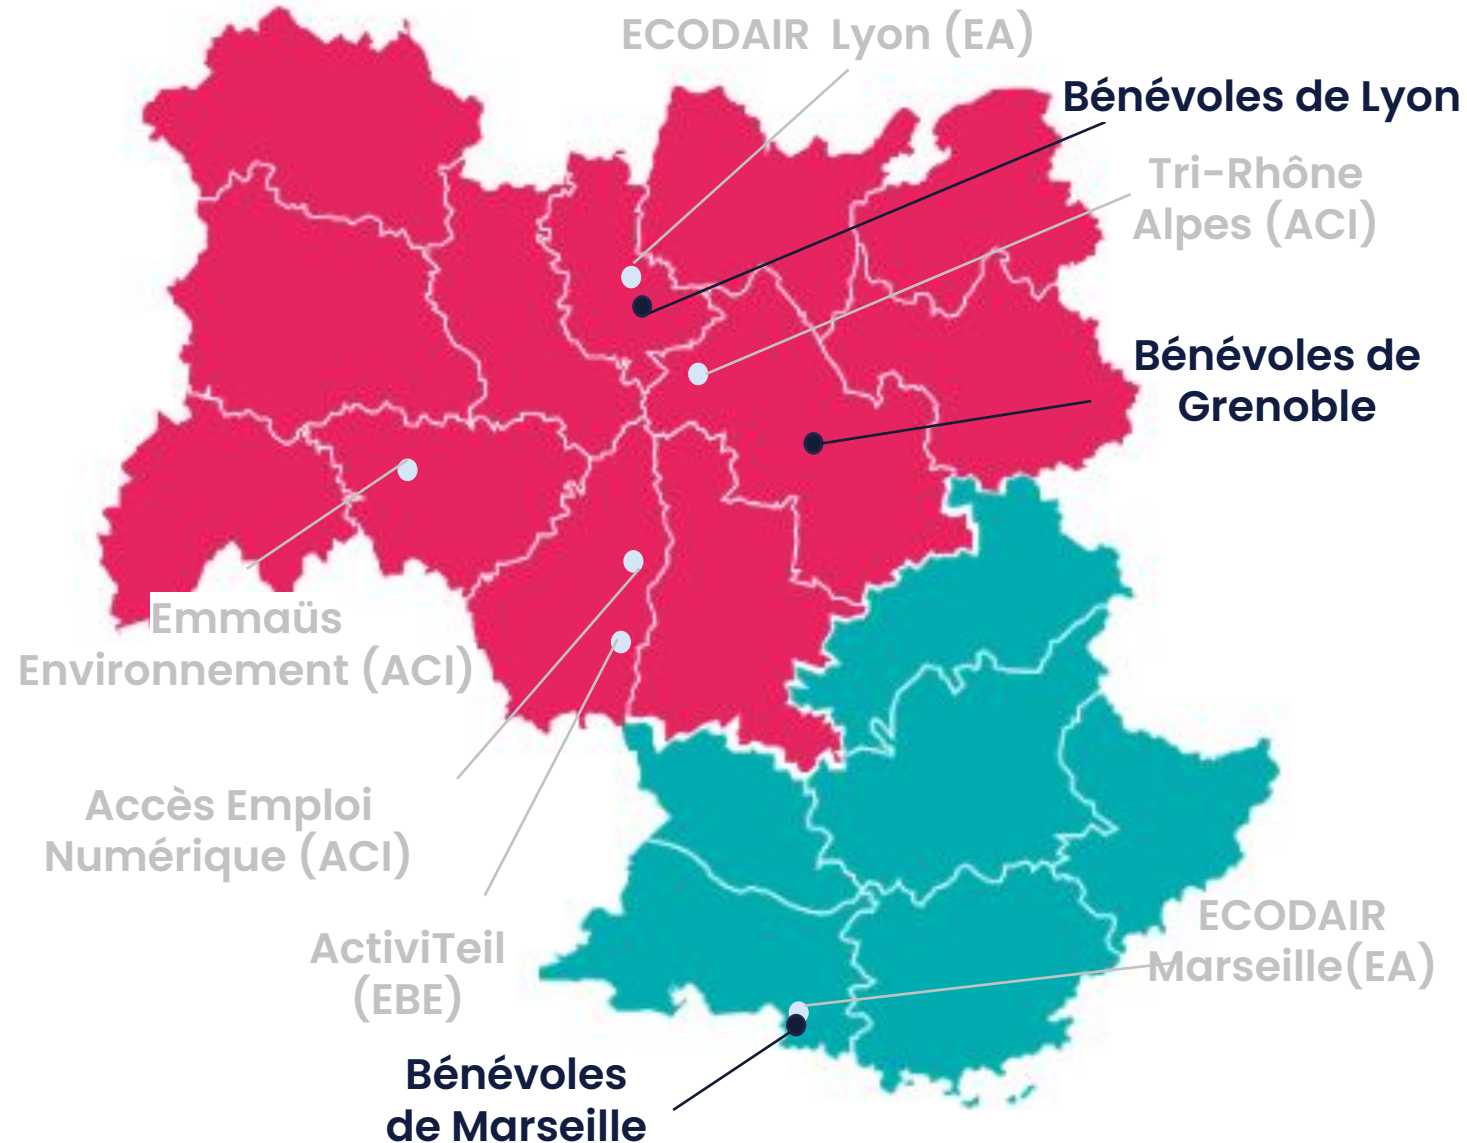 ECODAIR Lyon (EA)
Bénévoles de Lyon
Tri-Rhône
Alpes (ACI)
Bénévoles de
Grenoble
Emmaüs
Environnement (ACI)
Accès Emploi
Numérique (ACI)
ActiviTeil
(EBE)
ECODAIR
Marseille(EA)
Bénévoles
de Marseille